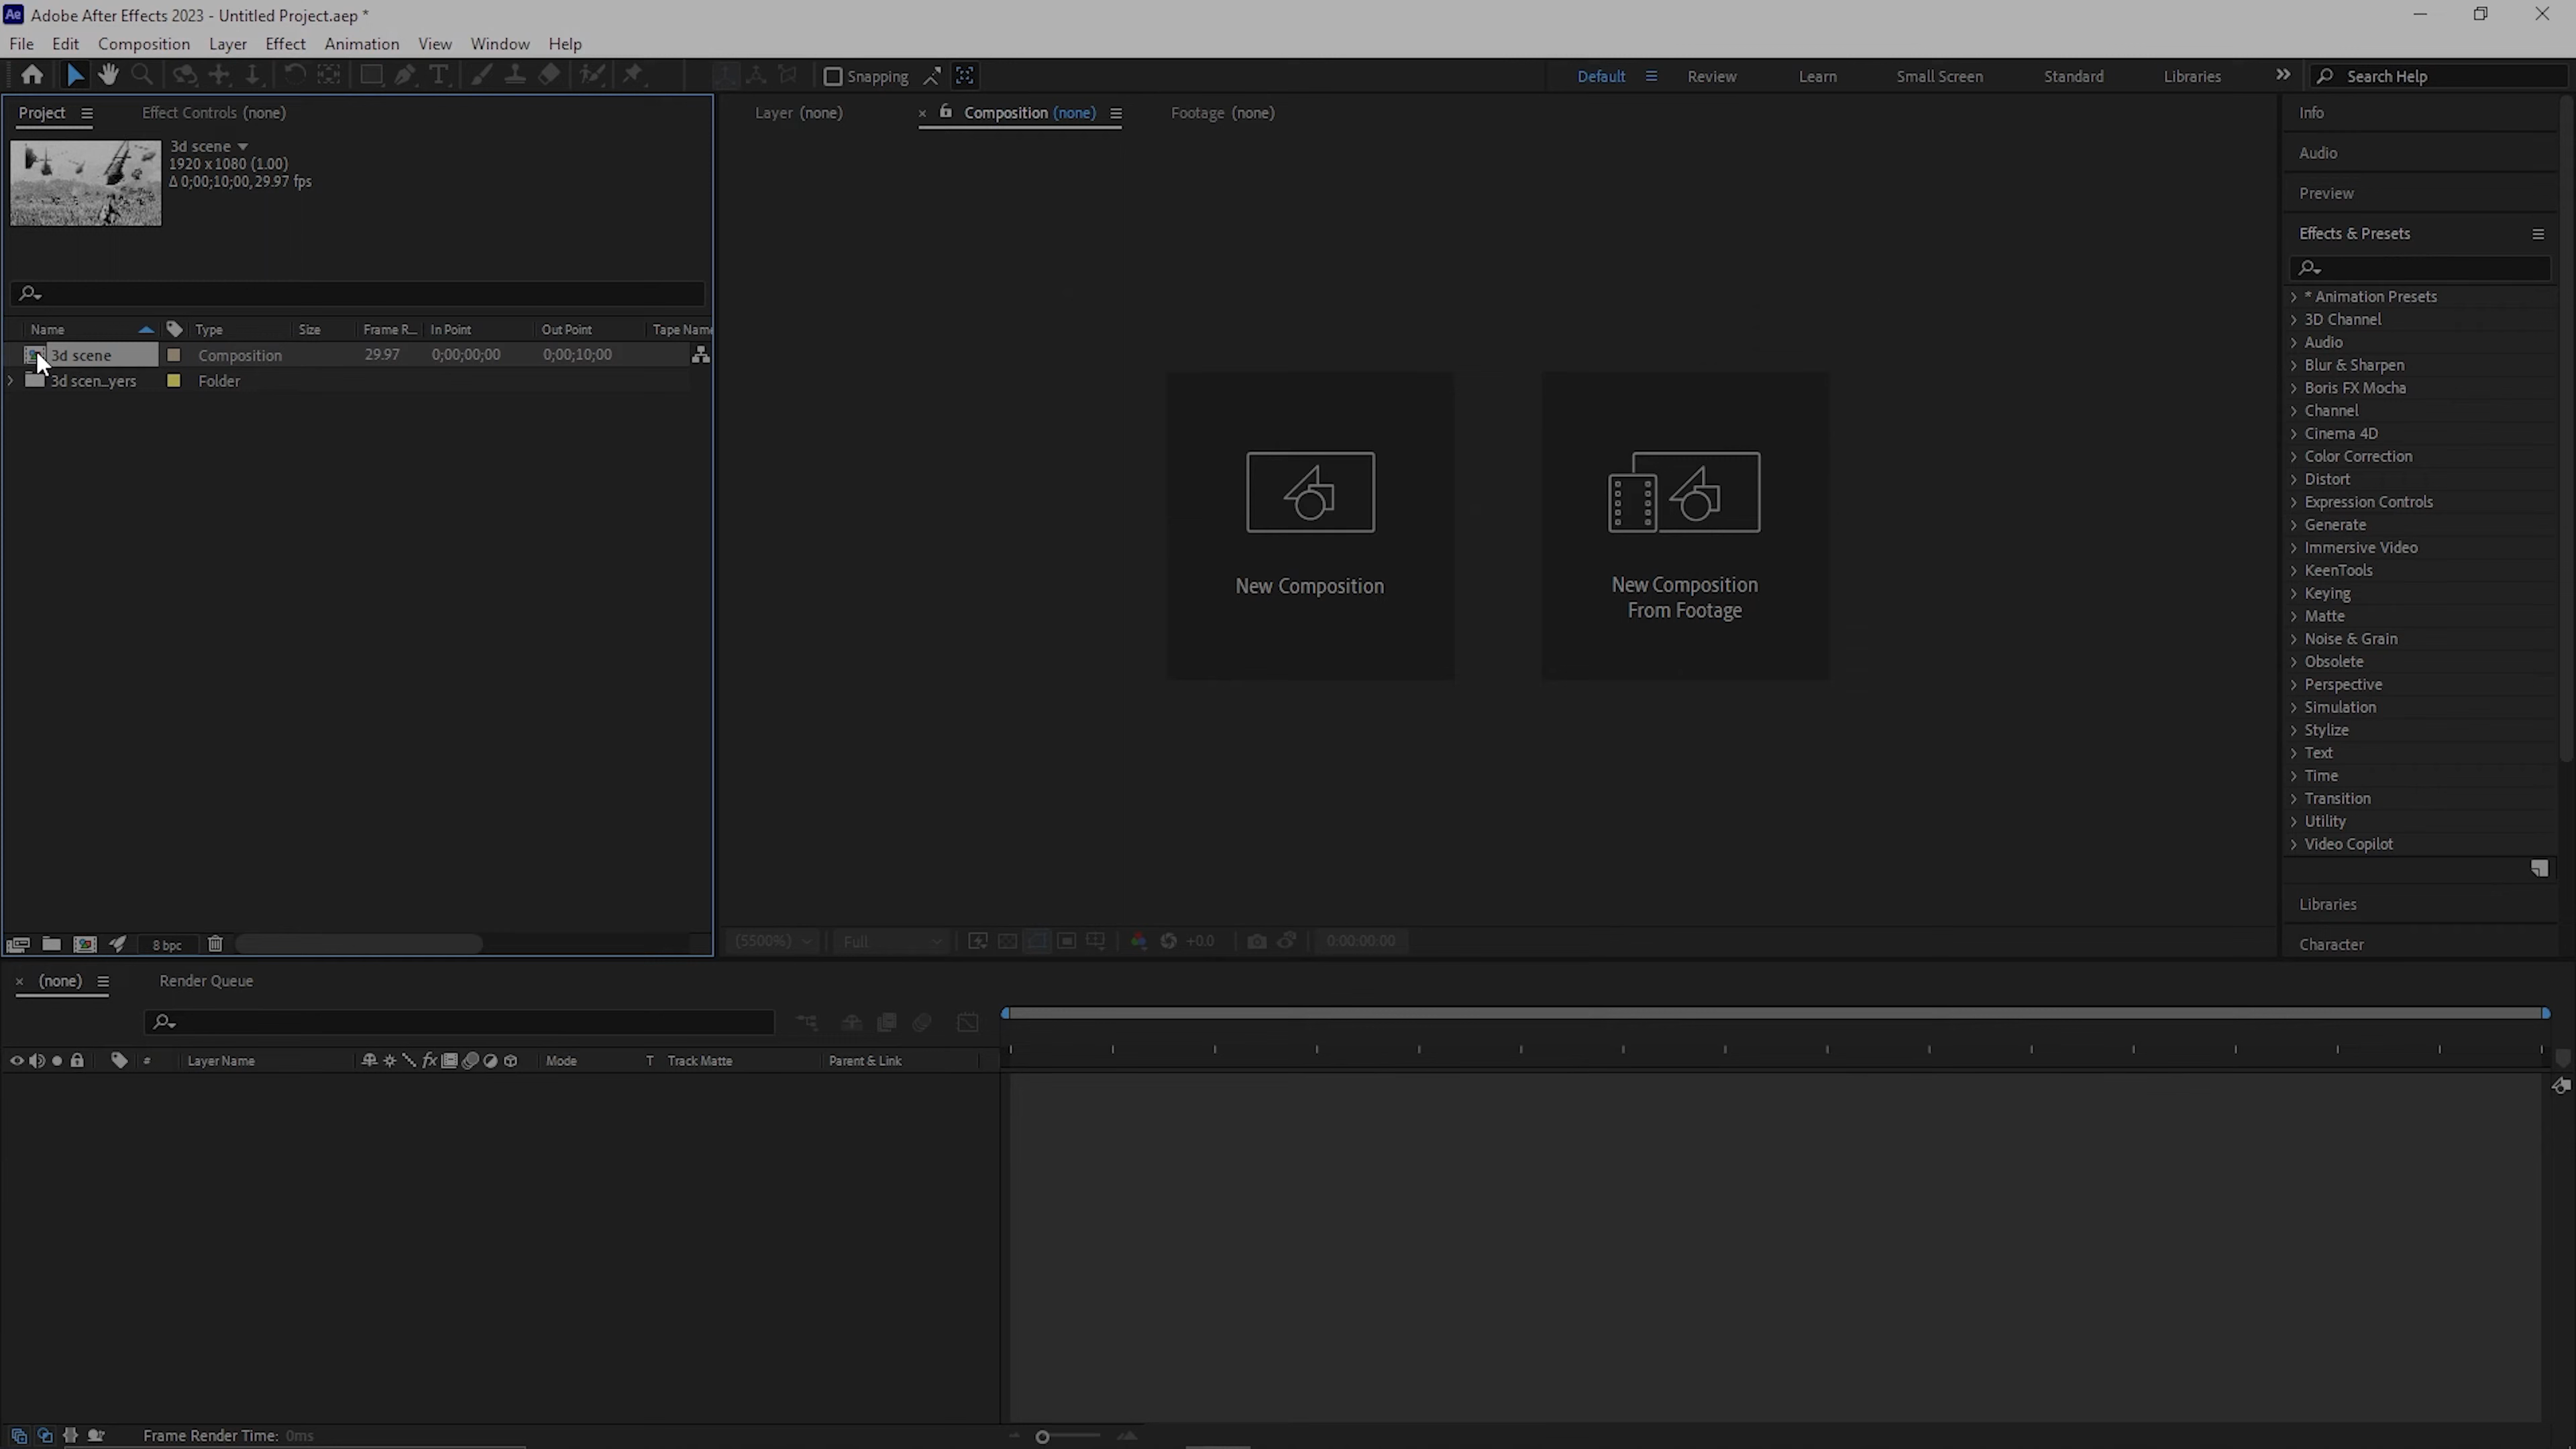 Ae Adobe After Effects 2023 - Untitled Project.aep *
File Edit Composition Layer Effect Animation View Window Help
Snapping
Default Review Learn Small Screen Standard Libraries Search Help
Project Effect Controls (none)
Layer (none) Composition (none) Footage (none)
3d scene
1920 x 1080 (1.00)
Δ 0;00;10;00, 29.97 fps
Name Type Size Frame R... In Point Out Point Tape Name
3d scene Composition 29.97 0;00;00;00 0;00;10;00
3d scen...yers Folder
New Composition
New Composition
From Footage
Info
Audio
Preview
Effects & Presets
* Animation Presets
3D Channel
Audio
Blur & Sharpen
Boris FX Mocha
Channel
Cinema 4D
Color Correction
Distort
Expression Controls
Generate
Immersive Video
KeenTools
Keying
Matte
Noise & Grain
Obsolete
Perspective
Simulation
Stylize
Text
Time
Transition
Utility
Video Copilot
Libraries
Character
8 bpc
(5500%) Full +0.0 0:00:00:00
(none) Render Queue
# Layer Name fx Mode T Track Matte Parent & Link
Frame Render Time: 0ms